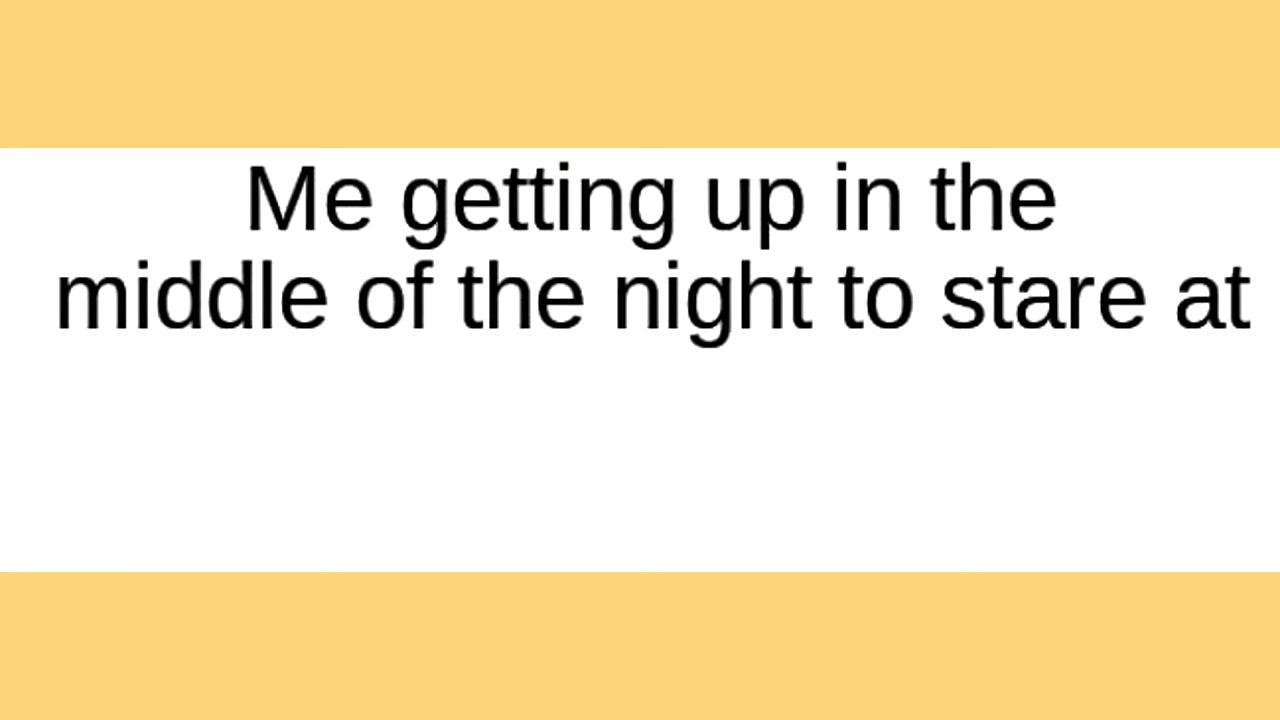 Me getting up in the
middle of the night to stare at